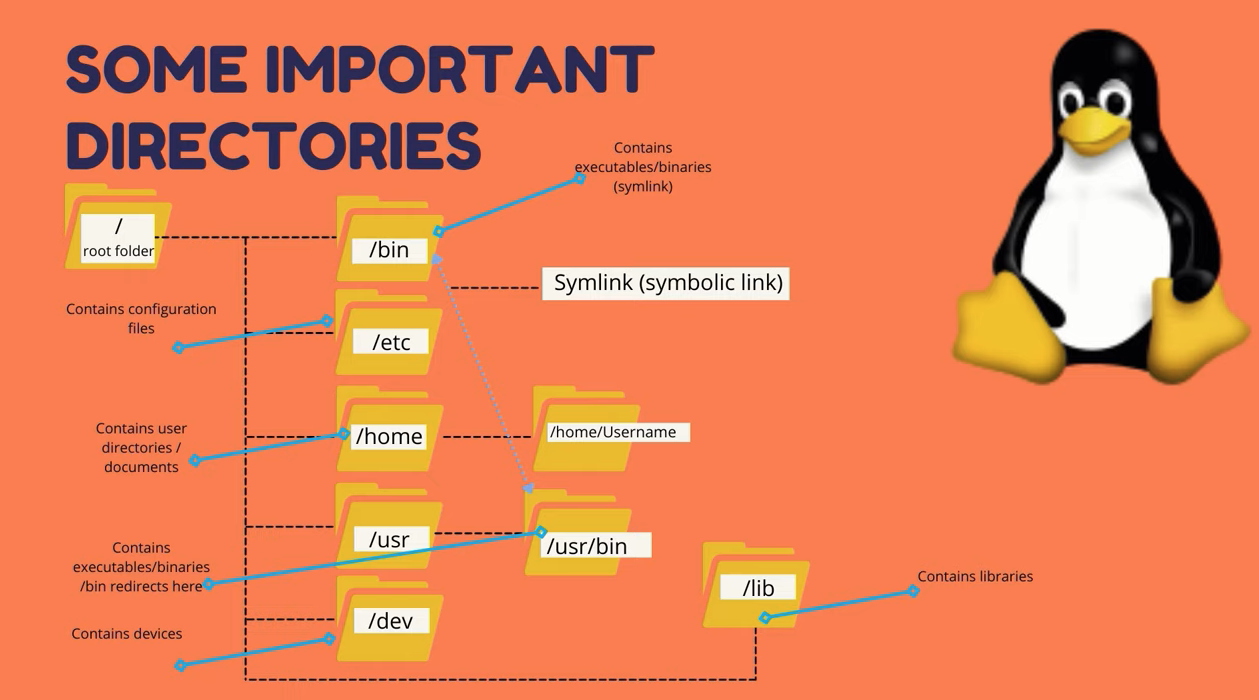 SOME IMPORTANT
DIRECTORIES
Contains
executables/binaries
(symlink)
/
root folder
/bin
Symlink (symbolic link)
Contains configuration
files
/etc
Contains user
directories /
documents
/home
/home/Username
/usr
/usr/bin
Contains
executables/binaries
/bin redirects here
/lib
Contains libraries
Contains devices
/dev